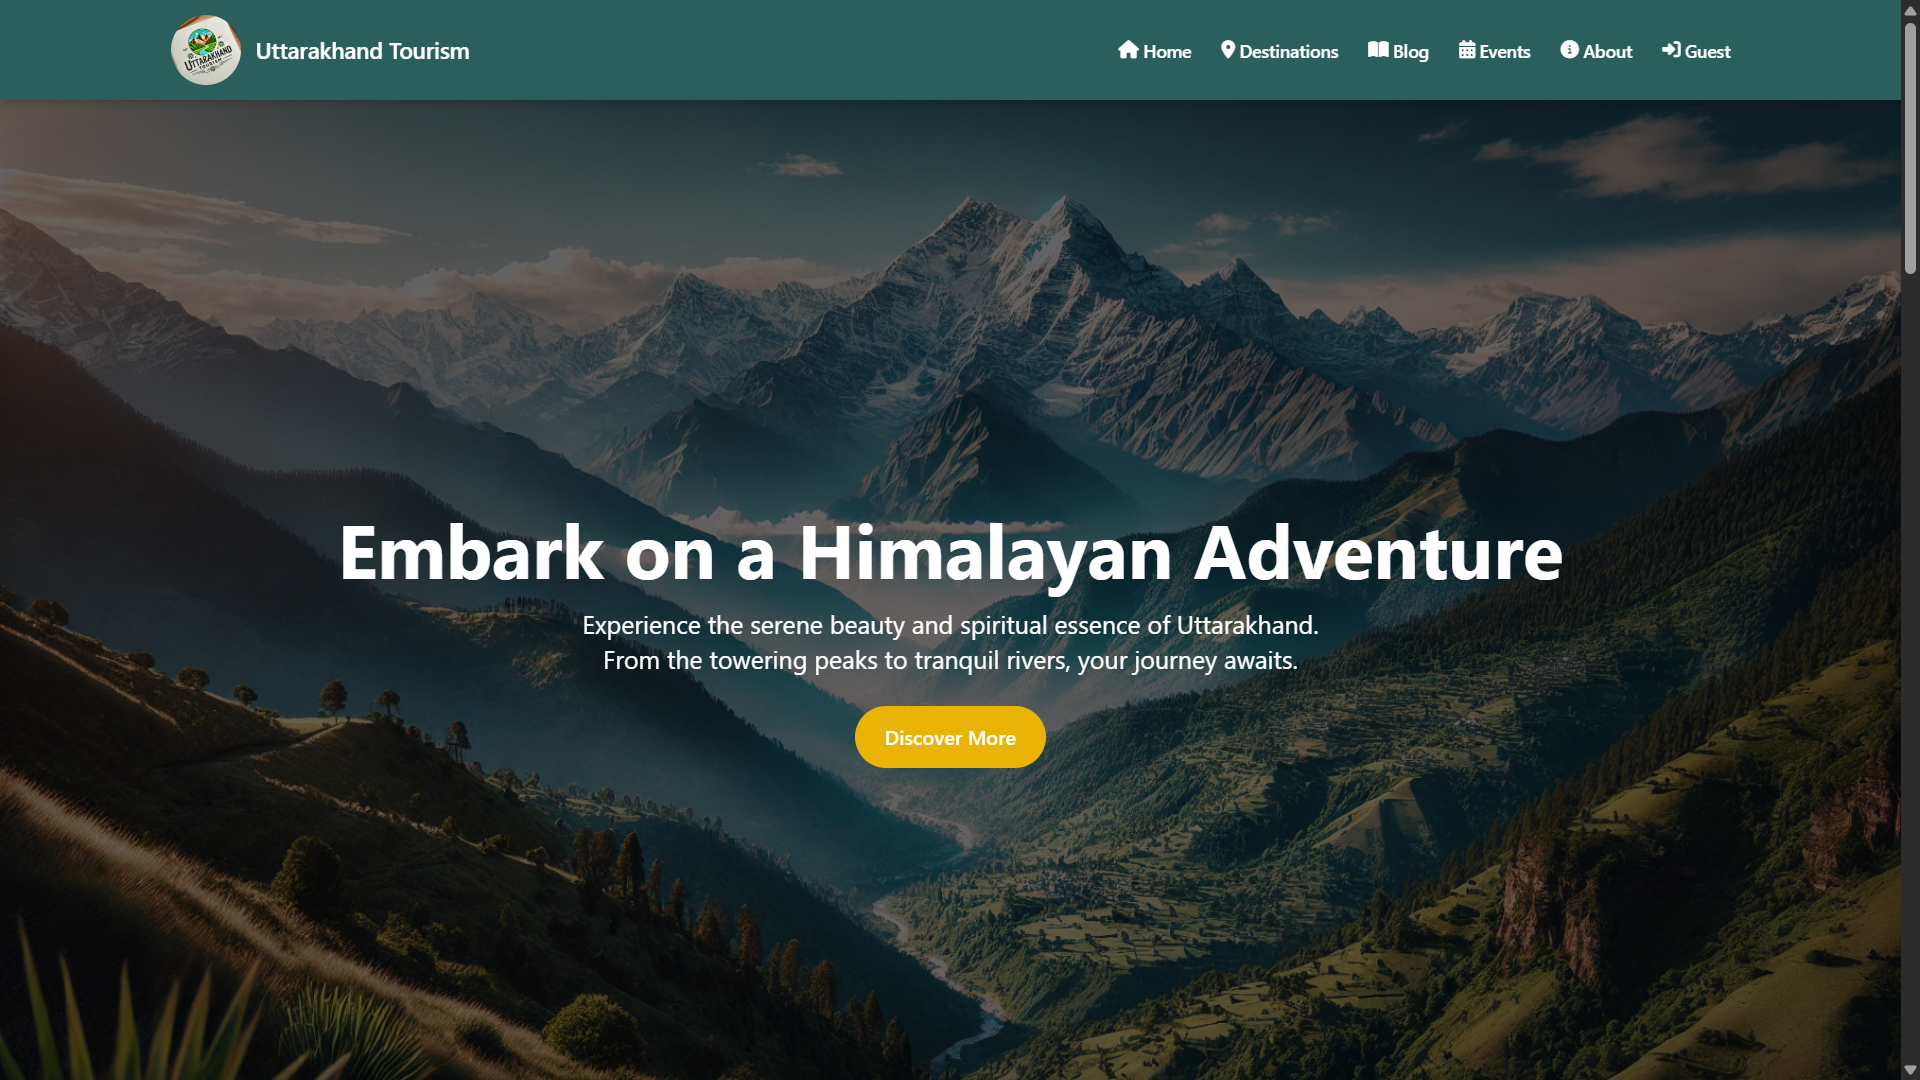 UTTARAKHAND
TOURISM
Uttarakhand Tourism
Home
Destinations
Blog
Events
About
Guest
Embark on a Himalayan Adventure
Experience the serene beauty and spiritual essence of Uttarakhand.
From the towering peaks to tranquil rivers, your journey awaits.
Discover More